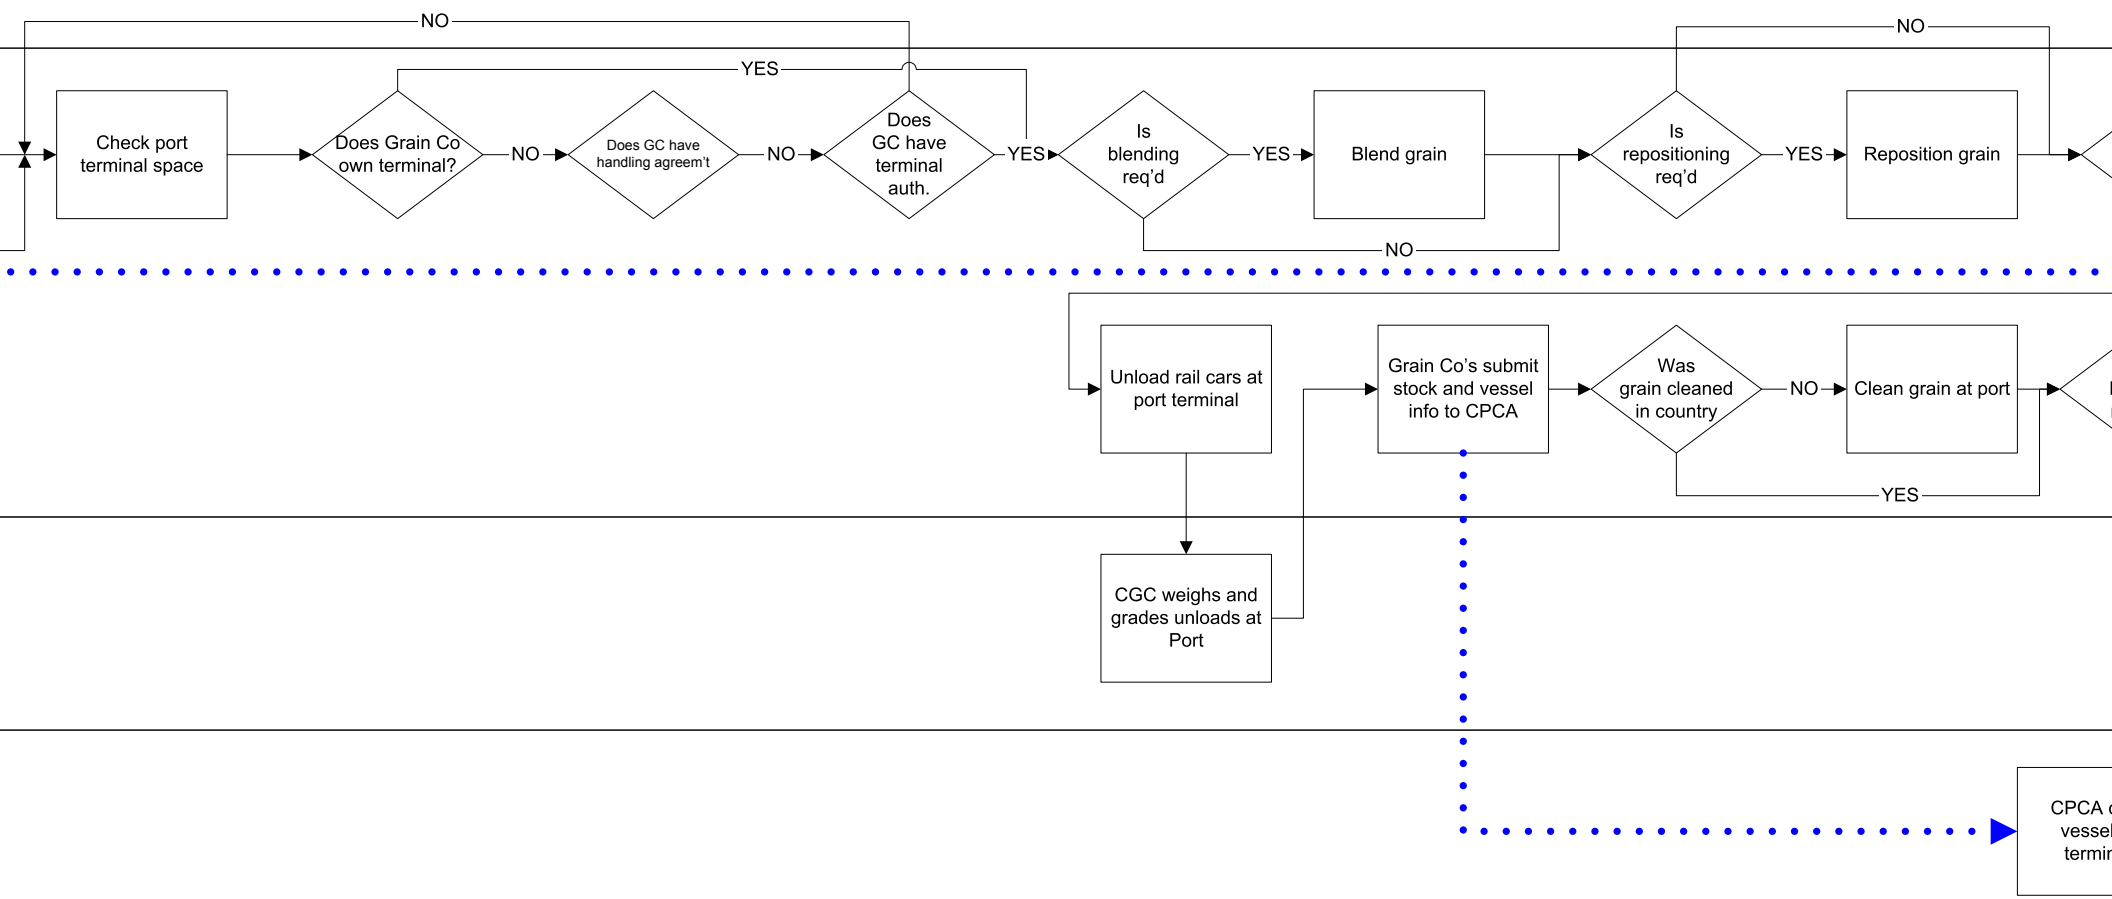 NO
NO
YES
Check port
terminal space
Does Grain Co
own terminal?
NO
Does GC have
handling agreem't
NO
Does
GC have
terminal
auth.
YES
Is
blending
req'd
YES
Blend grain
Is
repositioning
req'd
YES
Reposition grain
NO
Unload rail cars at
port terminal
Grain Co's submit
stock and vessel
info to CPCA
Was
grain cleaned
in country
NO
Clean grain at port
YES
CGC weighs and
grades unloads at
Port
CPCA
vessel